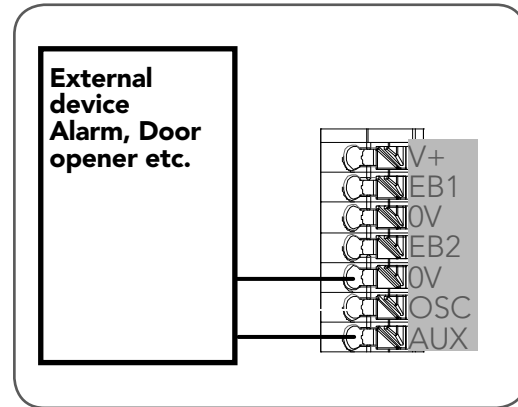 External
device
Alarm, Door
opener etc.
V+
EB1
0V
EB2
0V
OSC
AUX